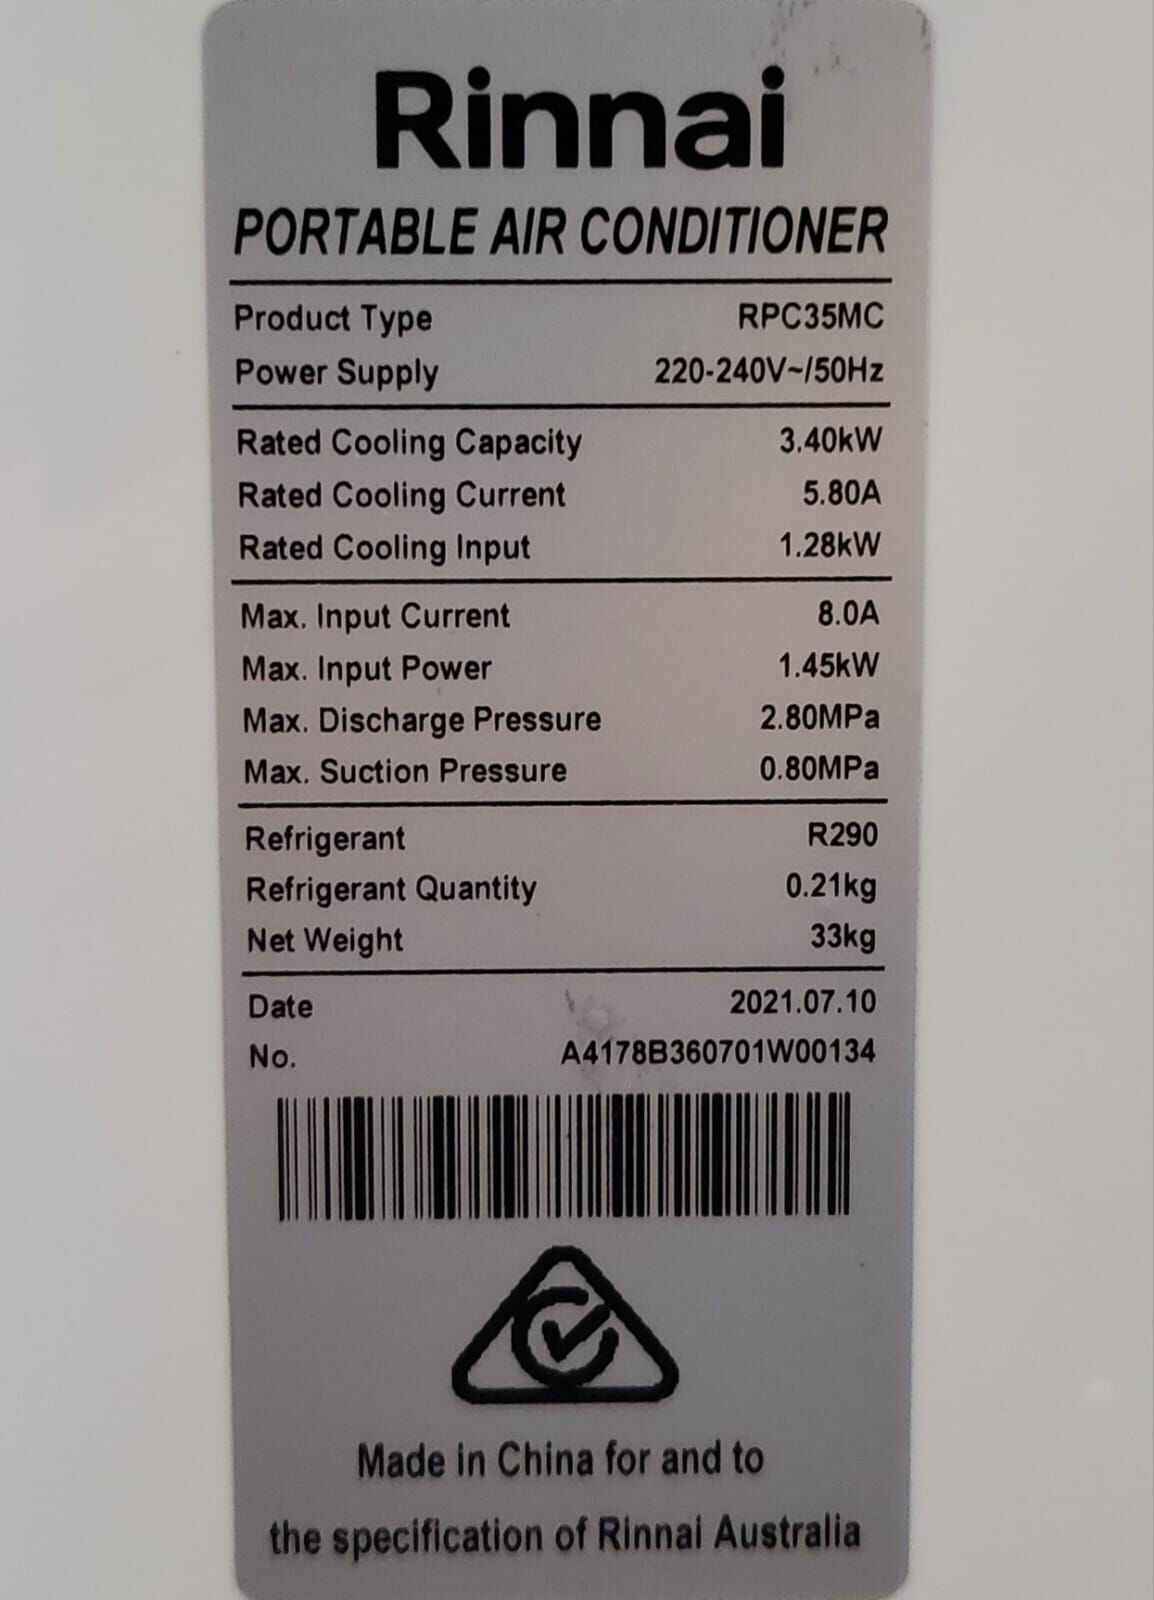 Rinnai
PORTABLE AIR CONDITIONER
Product Type RPC35MC
Power Supply 220-240V~/50Hz
Rated Cooling Capacity 3.40kW
Rated Cooling Current 5.80A
Rated Cooling Input 1.28kW
Max. Input Current 8.0A
Max. Input Power 1.45kW
Max. Discharge Pressure 2.80MPa
Max. Suction Pressure 0.80MPa
Refrigerant R290
Refrigerant Quantity 0.21kg
Net Weight 33kg
Date 2021.07.10
No. A4178B360701W00134
Made in China for and to
the specification of Rinnai Australia